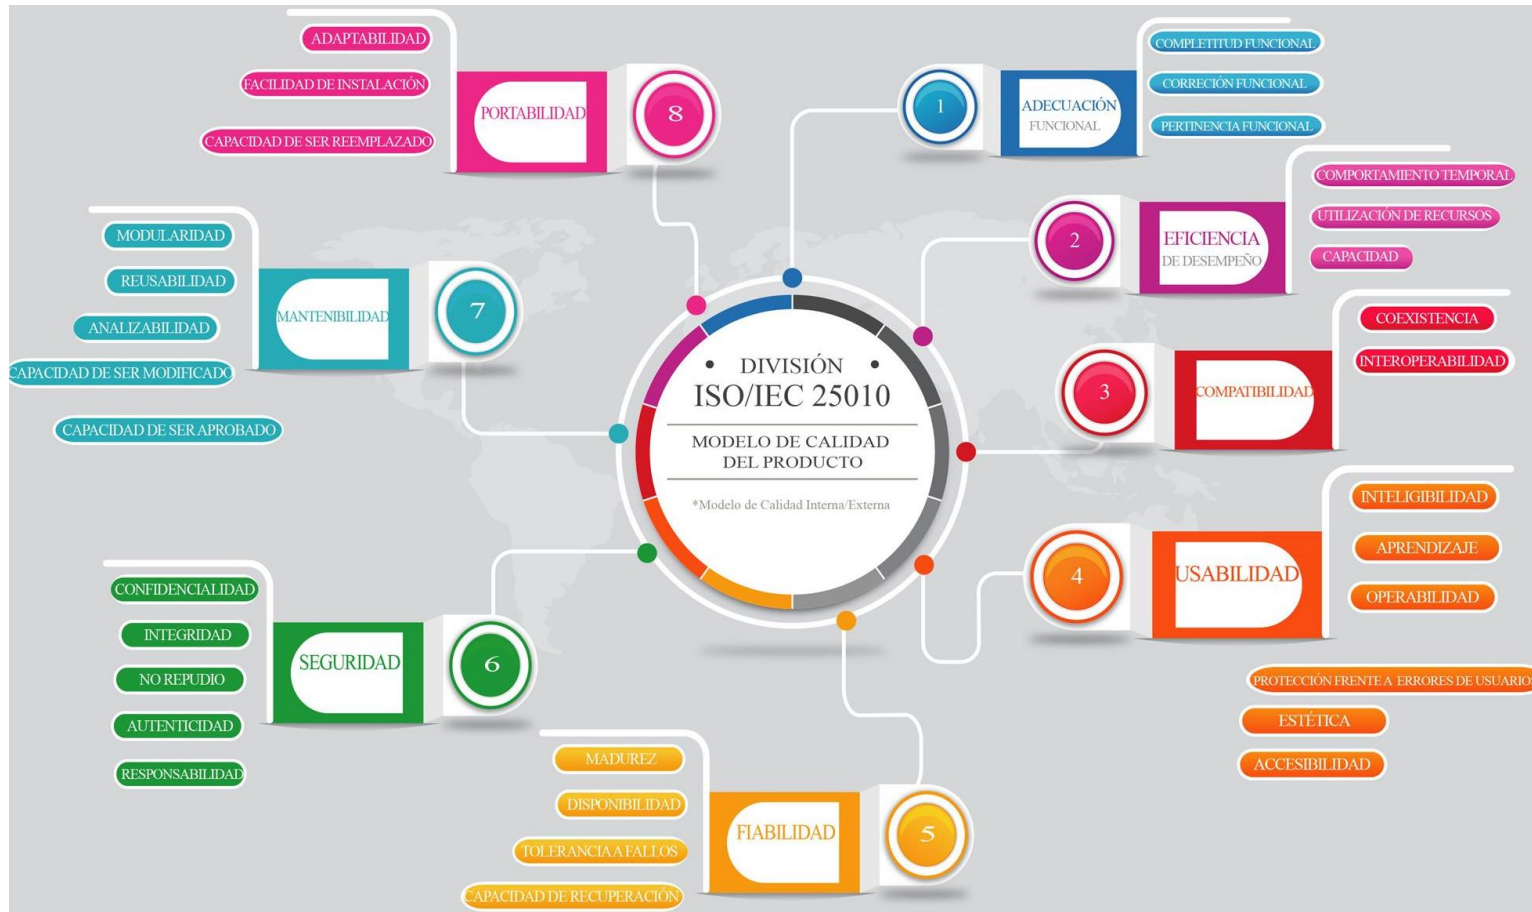 DIVISIÓN
ISO/IEC 25010
MODELO DE CALIDAD
DEL PRODUCTO
*Modelo de Calidad Interna/Externa
1
ADECUACIÓN
FUNCIONAL
COMPLETITUD FUNCIONAL
CORRECIÓN FUNCIONAL
PERTINENCIA FUNCIONAL
2
EFICIENCIA
DE DESEMPEÑO
COMPORTAMIENTO TEMPORAL
UTILIZACIÓN DE RECURSOS
CAPACIDAD
3
COMPATIBILIDAD
COEXISTENCIA
INTEROPERABILIDAD
4
USABILIDAD
INTELIGIBILIDAD
APRENDIZAJE
OPERABILIDAD
PROTECCIÓN FRENTE A ERRORES DE USUARIOS
ESTÉTICA
ACCESIBILIDAD
5
FIABILIDAD
MADUREZ
DISPONIBILIDAD
TOLERANCIA A FALLOS
CAPACIDAD DE RECUPERACIÓN
6
SEGURIDAD
CONFIDENCIALIDAD
INTEGRIDAD
NO REPUDIO
AUTENTICIDAD
RESPONSABILIDAD
7
MANTENIBILIDAD
MODULARIDAD
REUSABILIDAD
ANALIZABILIDAD
CAPACIDAD DE SER MODIFICADO
CAPACIDAD DE SER APROBADO
8
PORTABILIDAD
ADAPTABILIDAD
FACILIDAD DE INSTALACIÓN
CAPACIDAD DE SER REEMPLAZADO